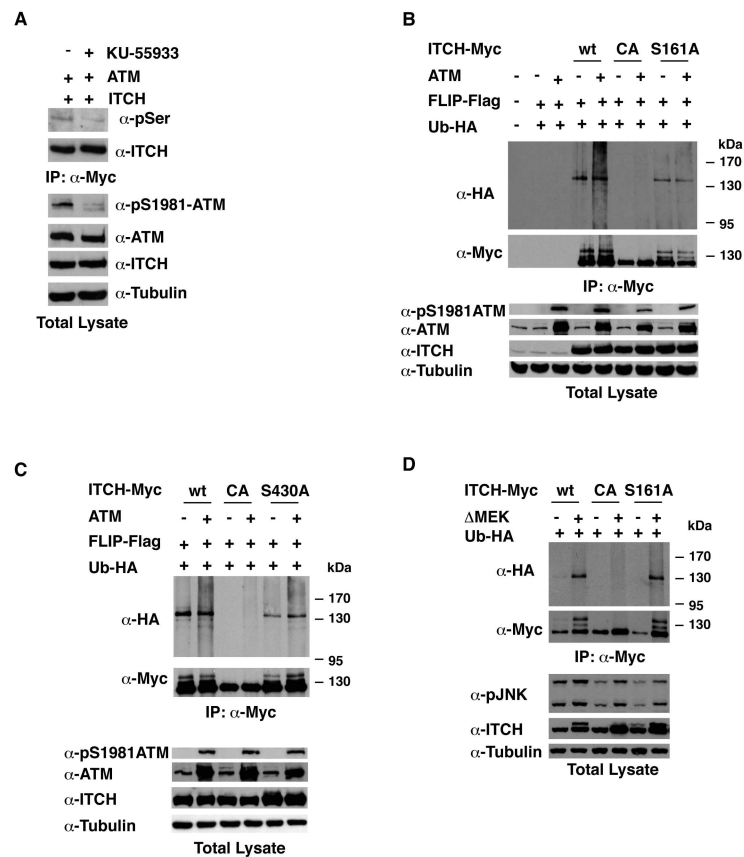 A
- + KU-55933
+ + ATM
+ + ITCH
α-pSer
α-ITCH
IP: α-Myc
α-pS1981-ATM
α-ATM
α-ITCH
α-Tubulin
Total Lysate
B
ITCH-Myc wt CA S161A
ATM - - + - + - + - +
FLIP-Flag - + + + + + + + +
Ub-HA - + + + + + + + +
kDa
170
α-HA
130
95
α-Myc
130
IP: α-Myc
α-pS1981ATM
α-ATM
α-ITCH
α-Tubulin
Total Lysate
C
ITCH-Myc wt CA S430A
ATM - + - + - +
FLIP-Flag + + + + + +
Ub-HA + + + + + + kDa
170
α-HA
130
95
α-Myc
130
IP: α-Myc
α-pS1981ATM
α-ATM
α-ITCH
α-Tubulin
Total Lysate
D
ITCH-Myc wt CA S161A
ΔMEK - + - + - +
kDa
Ub-HA + + + + + +
170
α-HA
130
95
α-Myc
130
IP: α-Myc
α-pJNK
α-ITCH
α-Tubulin
Total Lysate